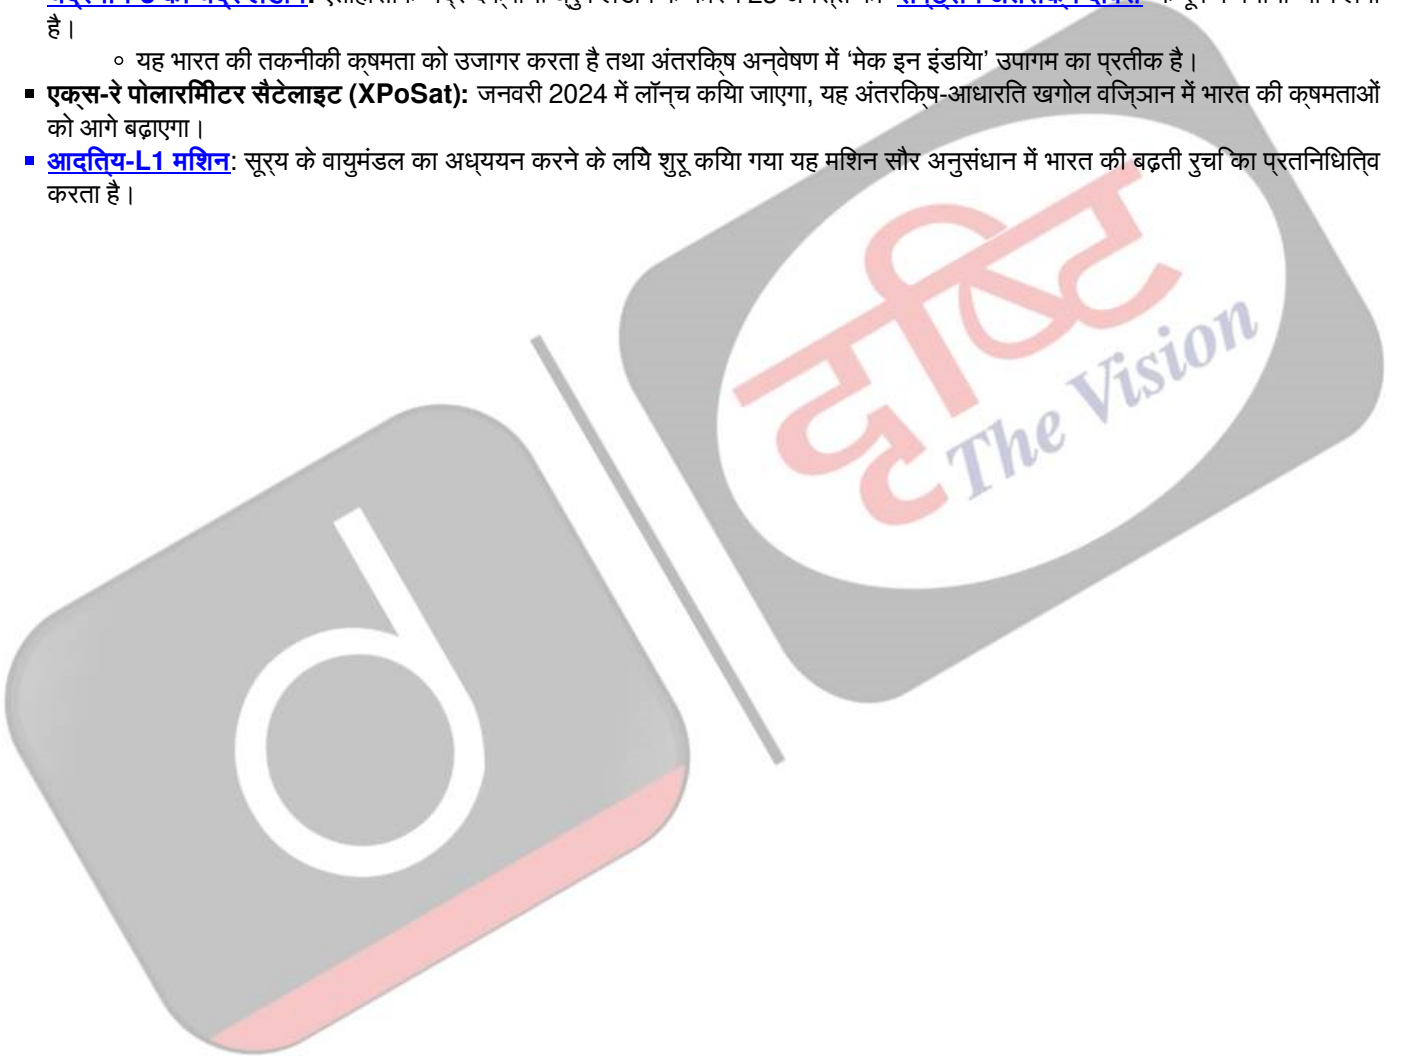 है।
यह भारत की तकनीकी क्षमता को उजागर करता है तथा अंतरिक्ष अन्वेषण में ‘मेक इन इंडिया’ उपागम का प्रतीक है।
एक्स-रे पोलारिमीटर सैटेलाइट (XPoSat): जनवरी 2024 में लॉन्च किया जाएगा, यह अंतरिक्ष-आधारित खगोल विज्ञान में भारत की क्षमताओं
को आगे बढ़ाएगा।
आदित्य-L1 मिशन: सूर्य के वायुमंडल का अध्ययन करने के लिये शुरू किया गया यह मिशन सौर अनुसंधान में भारत की बढ़ती रुचि का प्रतिनिधित्व
करता है।
दृष्टि
The Vision
d